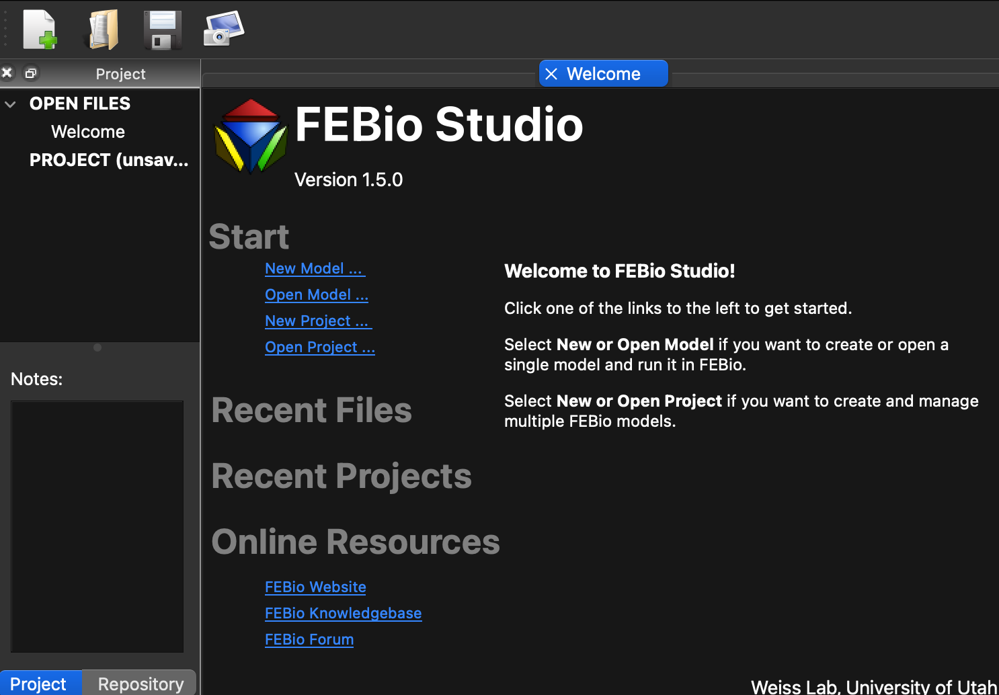 Project
Welcome
OPEN FILES
Welcome
PROJECT (unsav...
Notes:
Project
Repository
FEBio Studio
Version 1.5.0
Start
New Model ...
Open Model ...
New Project ...
Open Project ...
Welcome to FEBio Studio!
Click one of the links to the left to get started.
Select New or Open Model if you want to create or open a
single model and run it in FEBio.
Select New or Open Project if you want to create and manage
multiple FEBio models.
Recent Files
Recent Projects
Online Resources
FEBio Website
FEBio Knowledgebase
FEBio Forum
Weiss Lab, University of Utah